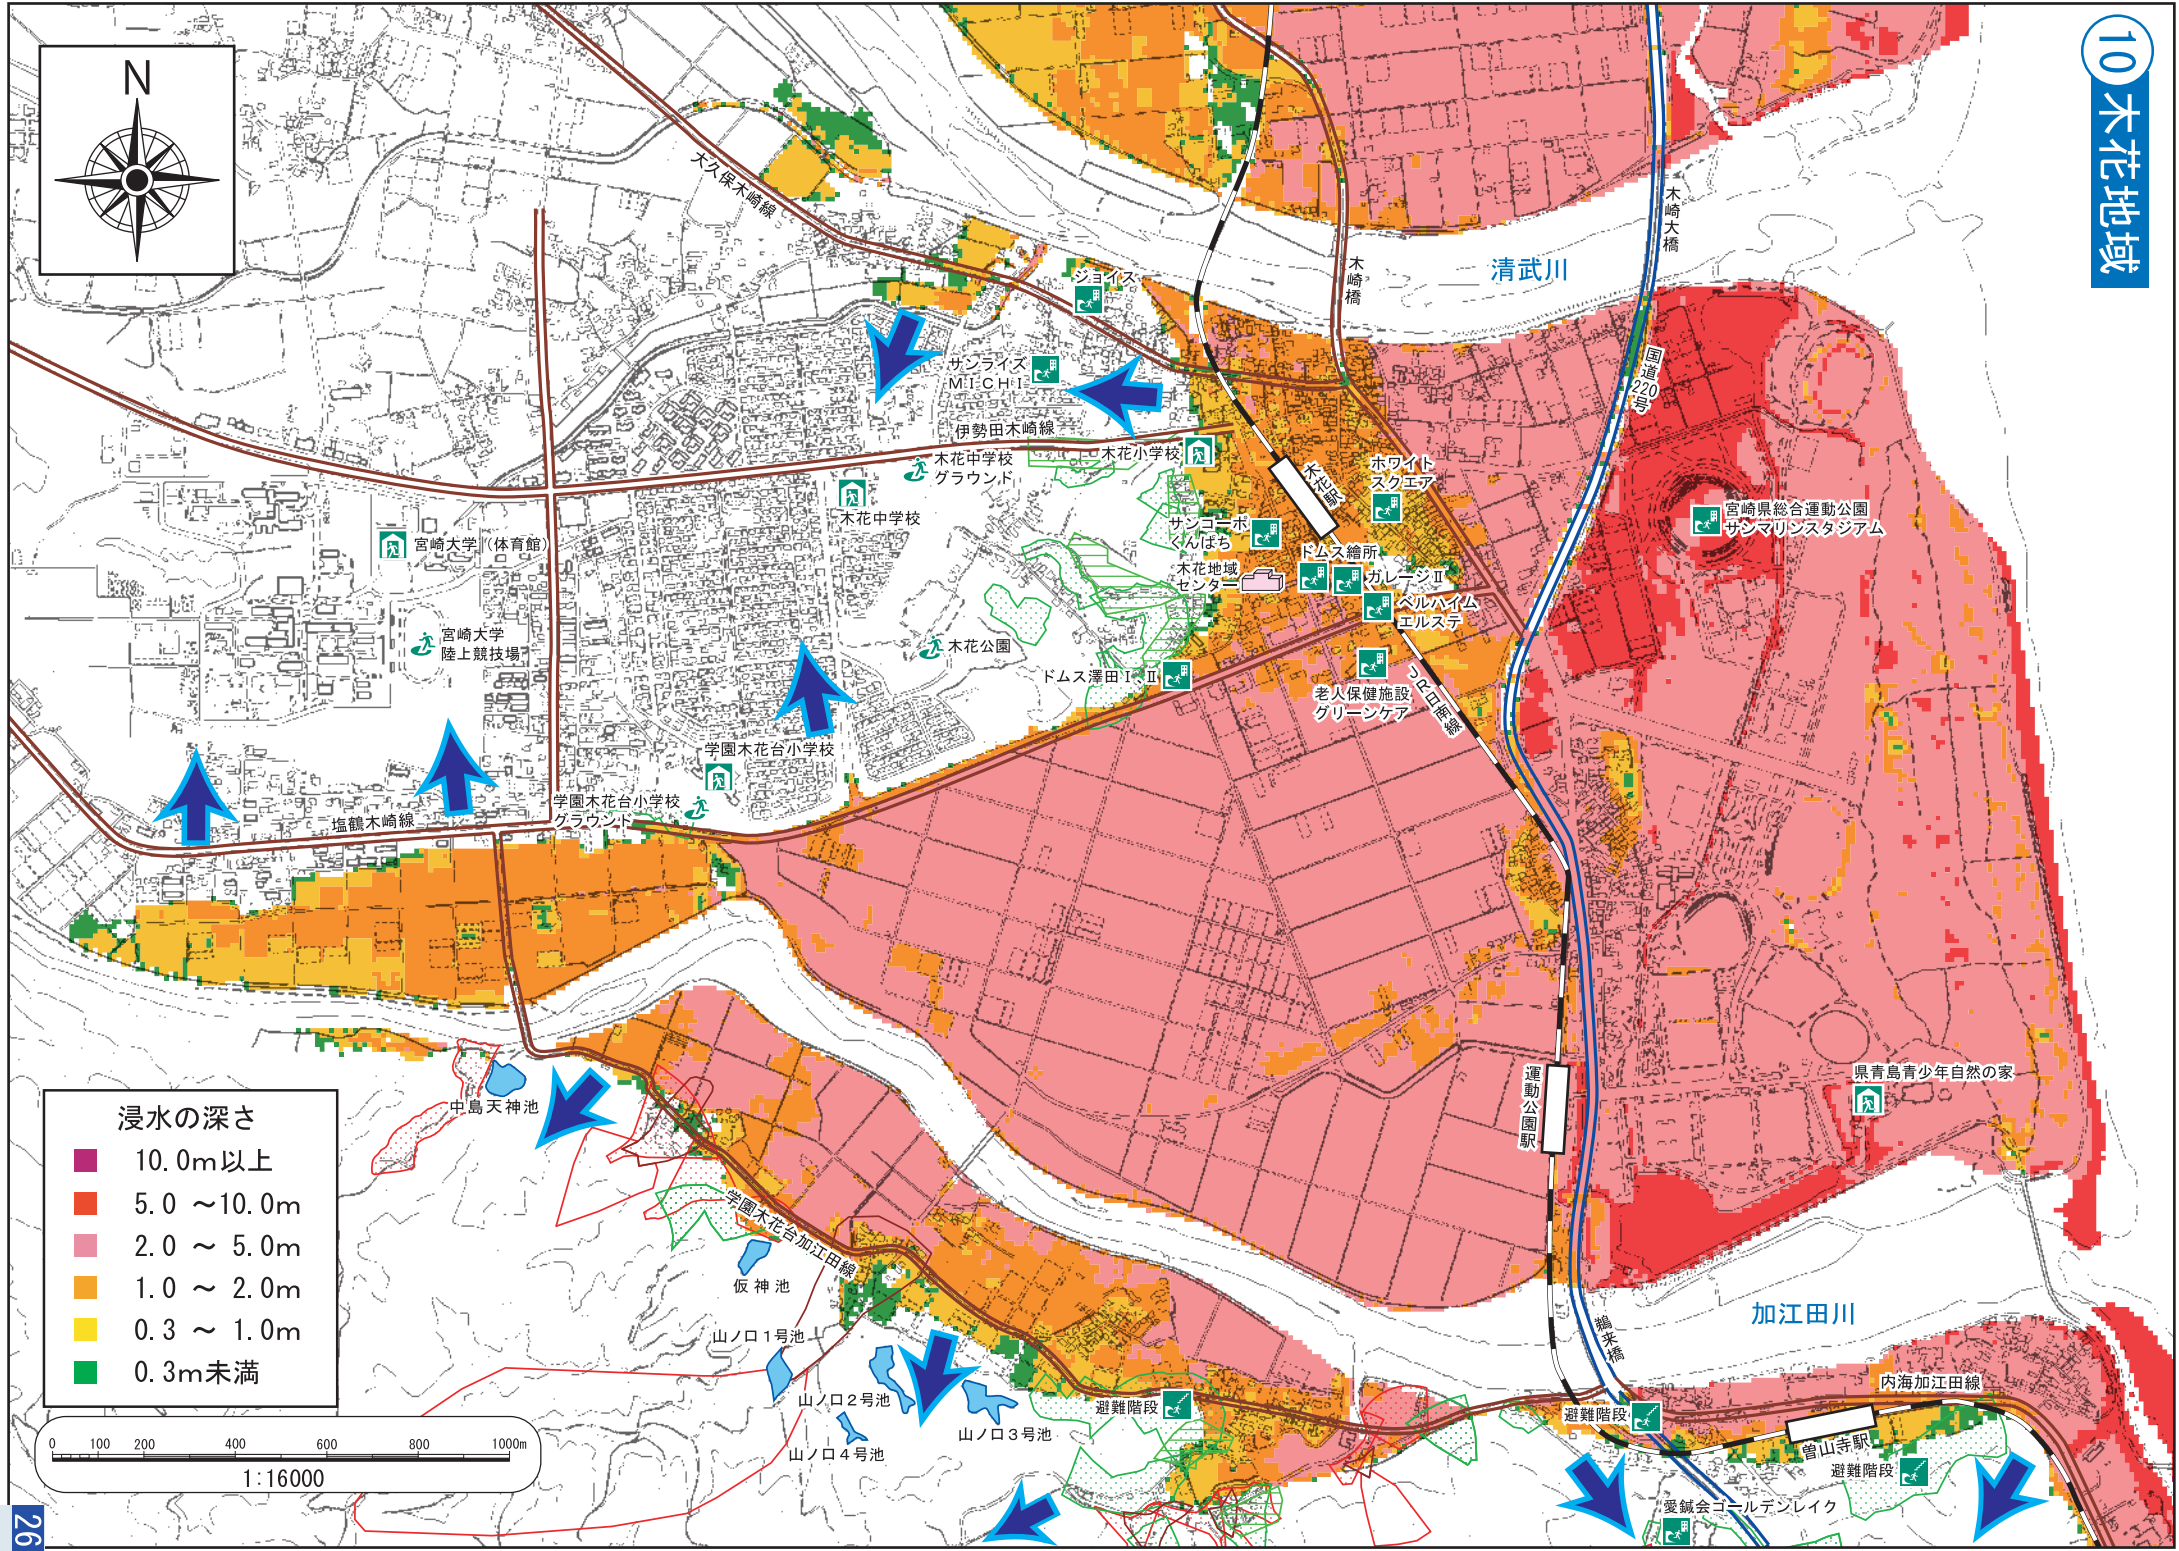 ⑩ 木花地域
N
大久保木崎線
木崎大橋
清武川
木崎橋
ジョイス
サンライズ
ＭＩＣＨＩ
国道
220
号
伊勢田木崎線
木花中学校
グラウンド
木花小学校
木花駅
ホワイト
スクエア
木花中学校
宮崎県総合運動公園
サンマリンスタジアム
サンコーポ
くんぱち
宮崎大学（体育館）
ドムス繪所
木花地域
センター
ガレージⅡ
ベルハイム
エルステ
宮崎大学
陸上競技場
木花公園
ドムス澤田Ⅰ、Ⅱ
老人保健施設
グリーンケア
ＪＲ日南線
学園木花台小学校
学園木花台小学校
グラウンド
塩鶴木崎線
運動公園駅
県青島青少年自然の家
中島天神池
浸水の深さ
10.0m以上
5.0 ～10.0m
2.0 ～ 5.0m
1.0 ～ 2.0m
0.3 ～ 1.0m
0.3m未満
学園木花台加江田線
仮神池
加江田川
山ノ口１号池
鵜来橋
山ノ口２号池
避難階段
避難階段
内海加江田線
山ノ口３号池
山ノ口４号池
曽山寺駅
避難階段
愛鍼会ゴールデンレイク
0 100 200 400 600 800 1000m
1:16000
26